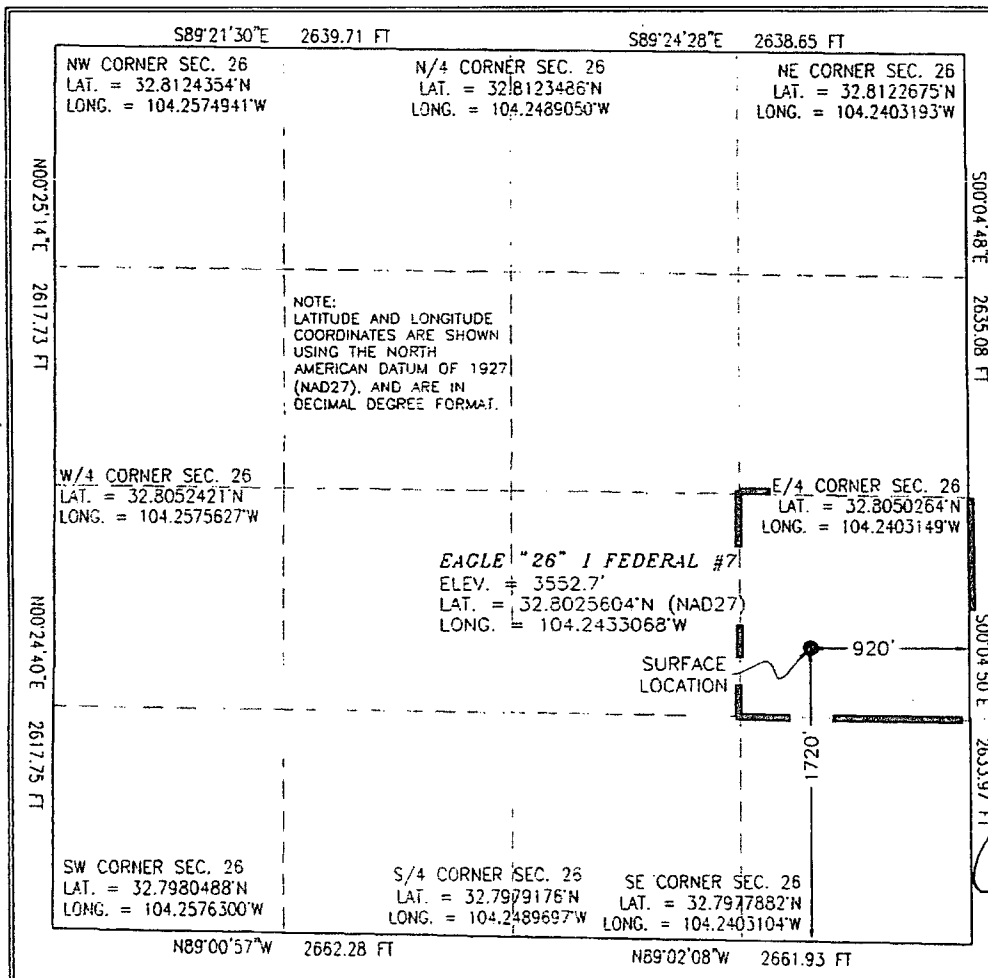 S89°21'30"E 2639.71 FT
S89°24'28"E 2638.65 FT
NW CORNER SEC. 26
LAT. = 32.8124354°N
LONG. = 104.2574941°W
N/4 CORNER SEC. 26
LAT. = 32.8123486°N
LONG. = 104.2489050°W
NE CORNER SEC. 26
LAT. = 32.8122675°N
LONG. = 104.2403193°W
N00°25'14"E 2617.73 FT
S00°04'48"E 2635.08 FT
NOTE:
LATITUDE AND LONGITUDE
COORDINATES ARE SHOWN
USING THE NORTH
AMERICAN DATUM OF 1927
(NAD27), AND ARE IN
DECIMAL DEGREE FORMAT.
W/4 CORNER SEC. 26
LAT. = 32.8052421°N
LONG. = 104.2575627°W
E/4 CORNER SEC. 26
LAT. = 32.8050264°N
LONG. = 104.2403149°W
EAGLE "26" I FEDERAL #7
ELEV. = 3552.7'
LAT. = 32.8025604°N (NAD27)
LONG. = 104.2433068°W
SURFACE
LOCATION
920'
1720'
N00°24'40"E 2617.75 FT
S00°04'50"E 2633.97 FT
SW CORNER SEC. 26
LAT. = 32.7980488°N
LONG. = 104.2576300°W
S/4 CORNER SEC. 26
LAT. = 32.7979176°N
LONG. = 104.2489697°W
SE CORNER SEC. 26
LAT. = 32.7977882°N
LONG. = 104.2403104°W
N89°00'57"W 2662.28 FT
N89°02'08"W 2661.93 FT